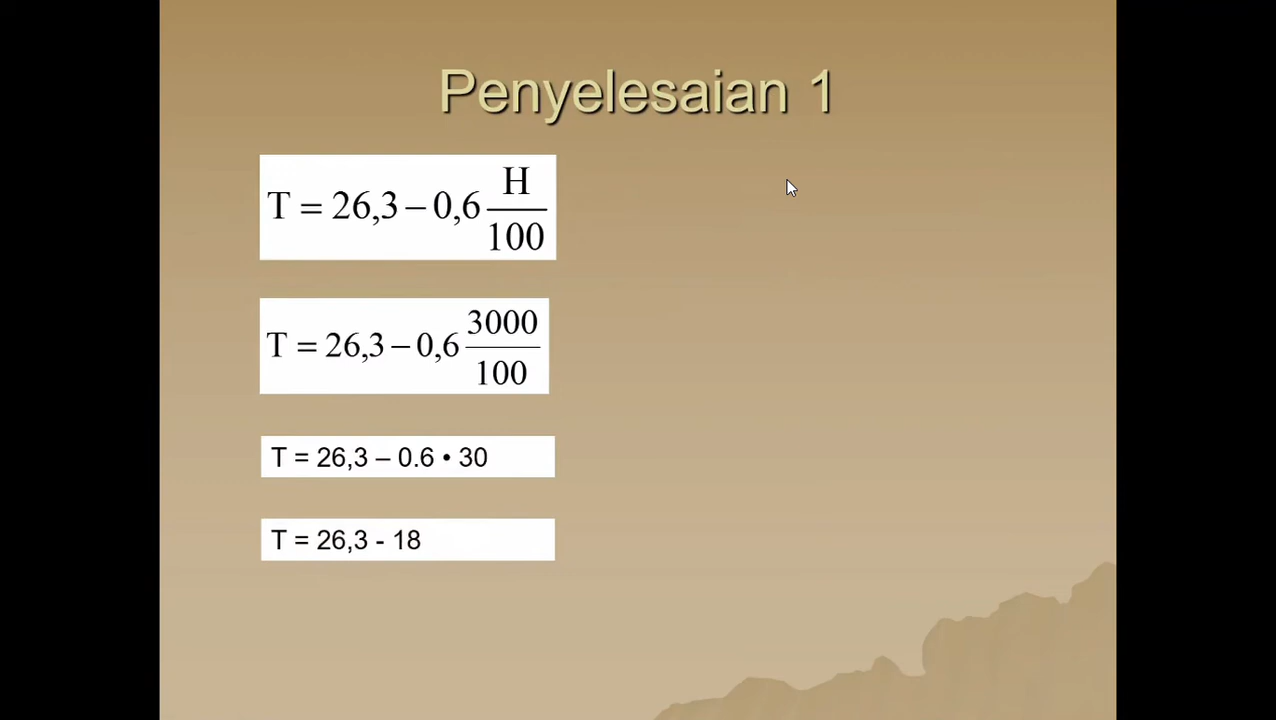 Penyelesaian 1
T = 26,3 – 0,6 H/100
T = 26,3 – 0,6 3000/100
T = 26,3 – 0.6 • 30
T = 26,3 - 18